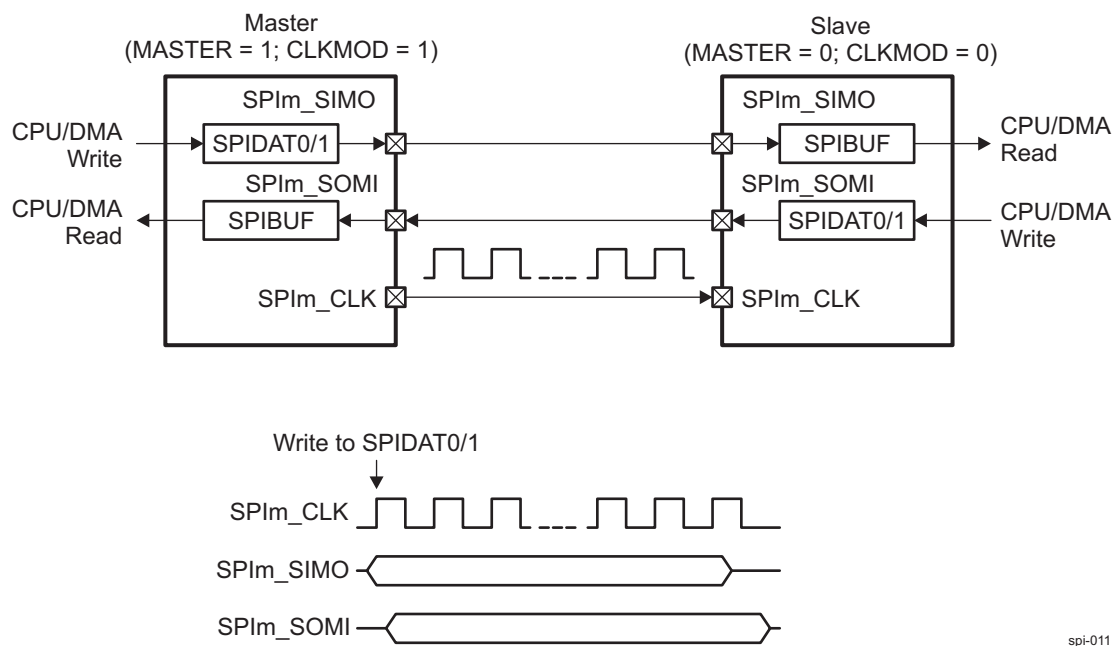 Master
(MASTER = 1; CLKMOD = 1)
Slave
(MASTER = 0; CLKMOD = 0)
SPIm_SIMO
SPIm_SIMO
CPU/DMA
Write
SPIDAT0/1
SPIBUF
CPU/DMA
Read
SPIm_SOMI
SPIm_SOMI
CPU/DMA
Read
SPIBUF
SPIDAT0/1
CPU/DMA
Write
SPIm_CLK
SPIm_CLK
Write to SPIDAT0/1
SPIm_CLK
SPIm_SIMO
SPIm_SOMI
spi-011